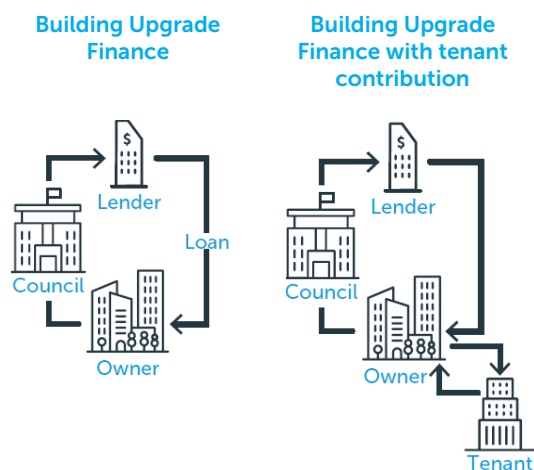 Building Upgrade
Finance
$
Lender
Loan
Council
Owner
Building Upgrade
Finance with tenant
contribution
$
Lender
Council
Owner
Tenant